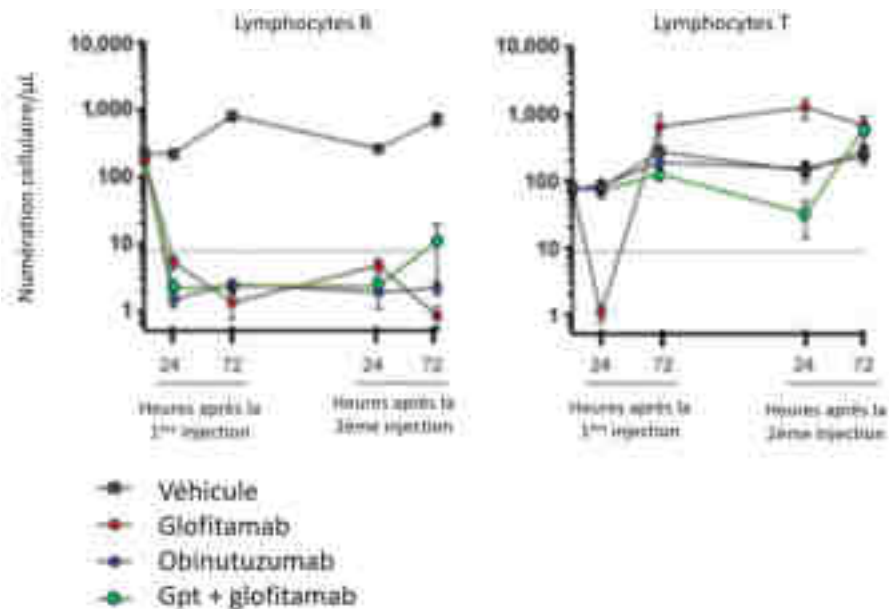 Lymphocytes B
Lymphocytes T
Numération cellulaire/µL
10,000
1,000
100
10
1
10,000
1,000
100
10
1
24 72 24 72
24 72 24 72
Heures après la
1ère injection
Heures après la
2ème injection
Heures après la
1ère injection
Heures après la
2ème injection
Véhicule
Glofitamab
Obinutuzumab
Gpt + glofitamab